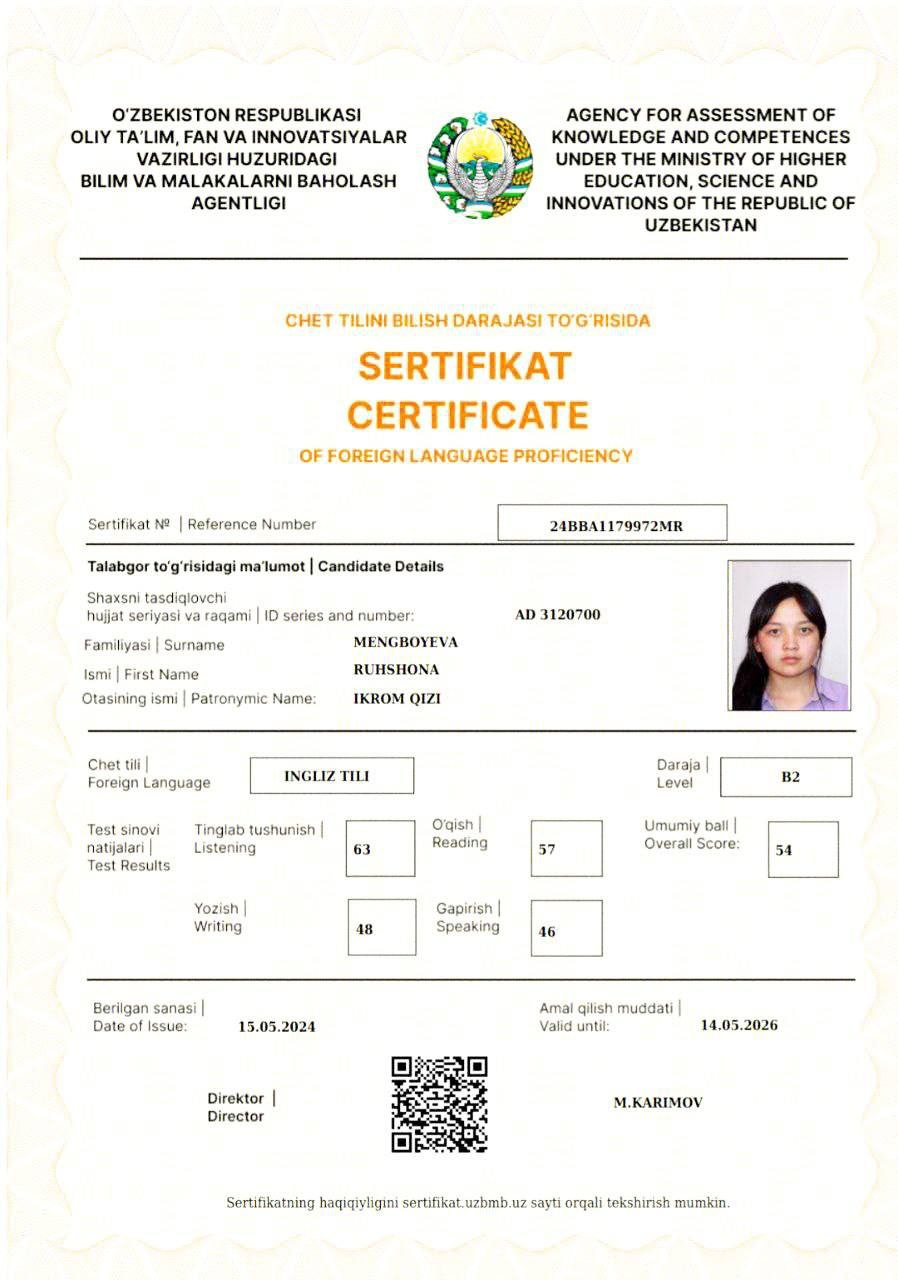 O‘ZBEKISTON RESPUBLIKASI
OLIY TA’LIM, FAN VA INNOVATSIYALAR
VAZIRLIGI HUZURIDAGI
BILIM VA MALAKALARNI BAHOLASH
AGENTLIGI
AGENCY FOR ASSESSMENT OF
KNOWLEDGE AND COMPETENCES
UNDER THE MINISTRY OF HIGHER
EDUCATION, SCIENCE AND
INNOVATIONS OF THE REPUBLIC OF
UZBEKISTAN
CHET TILINI BILISH DARAJASI TO‘G‘RISIDA
SERTIFIKAT
CERTIFICATE
OF FOREIGN LANGUAGE PROFICIENCY
Sertifikat № | Reference Number 24BBA1179972MR
Talabgor to‘g‘risidagi ma’lumot | Candidate Details
Shaxsni tasdiqlovchi
hujjat seriyasi va raqami | ID series and number: AD 3120700
Familiyasi | Surname MENGBOYEVA
Ismi | First Name RUHSHONA
Otasining ismi | Patronymic Name: IKROM QIZI
Chet tili |
Foreign Language
INGLIZ TILI
Daraja |
Level
B2
Test sinovi
natijalari |
Test Results
Tinglab tushunish |
Listening
63
O‘qish |
Reading
57
Umumiy ball |
Overall Score:
54
Yozish |
Writing
48
Gapirish |
Speaking
46
Berilgan sanasi |
Date of Issue: 15.05.2024
Amal qilish muddati |
Valid until: 14.05.2026
Direktor |
Director
M.KARIMOV
Sertifikatning haqiqiyligini sertifikat.uzbmb.uz sayti orqali tekshirish mumkin.